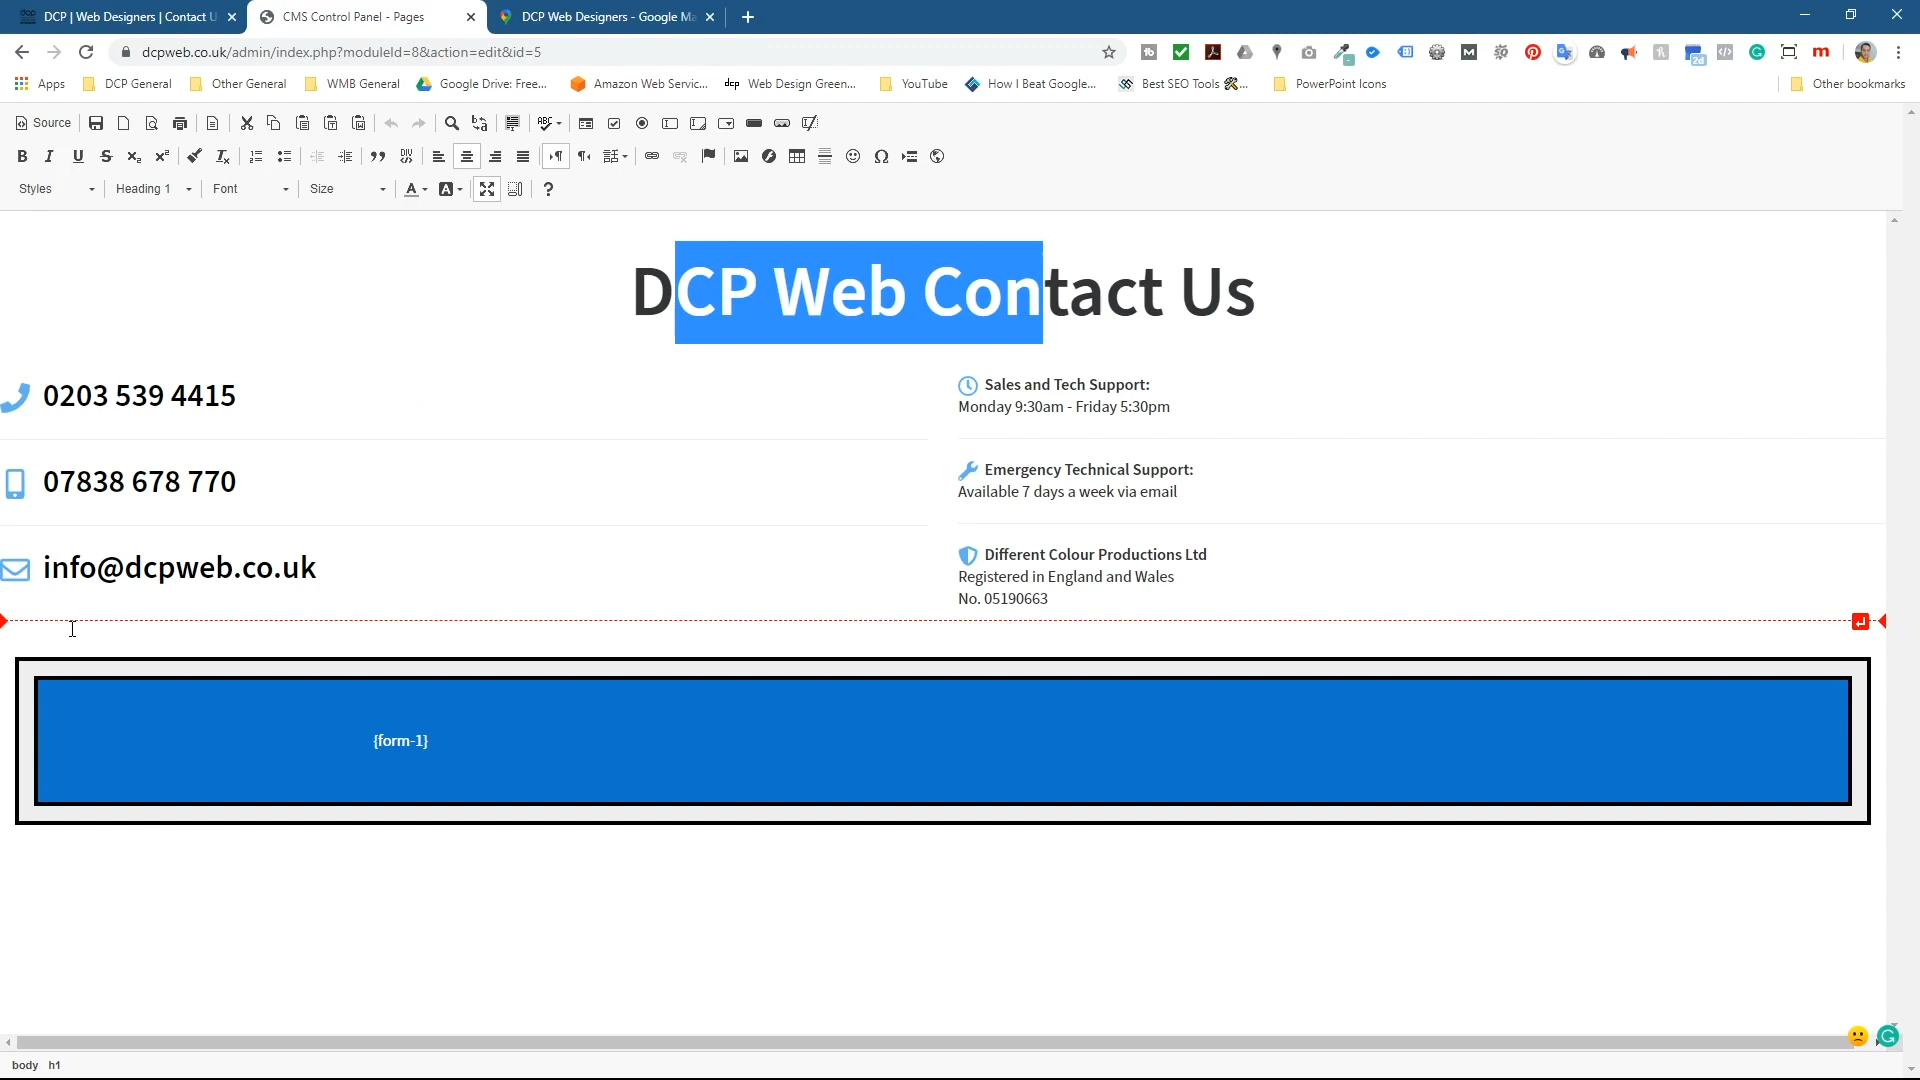 DCP | Web Designers | Contact U
CMS Control Panel - Pages
DCP Web Designers - Google Ma
dcpweb.co.uk/admin/index.php?moduleId=8&action=edit&id=5
Apps
DCP General
Other General
WMB General
Google Drive: Free...
Amazon Web Servic...
dcp Web Design Green...
YouTube
How I Beat Google...
Best SEO Tools 🛠...
PowerPoint Icons
Other bookmarks
Source
Styles
Heading 1
Font
Size
DCP Web Contact Us
0203 539 4415
07838 678 770
info@dcpweb.co.uk
Sales and Tech Support:
Monday 9:30am - Friday 5:30pm
Emergency Technical Support:
Available 7 days a week via email
Different Colour Productions Ltd
Registered in England and Wales
No. 05190663
{form-1}
body h1